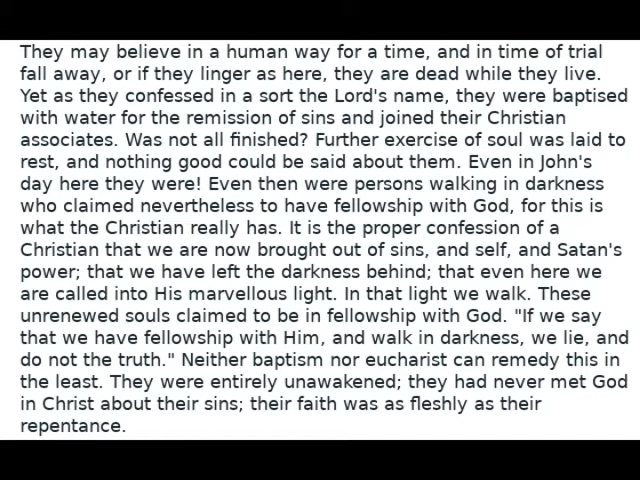 They may believe in a human way for a time, and in time of trial
fall away, or if they linger as here, they are dead while they live.
Yet as they confessed in a sort the Lord's name, they were baptised
with water for the remission of sins and joined their Christian
associates. Was not all finished? Further exercise of soul was laid to
rest, and nothing good could be said about them. Even in John's
day here they were! Even then were persons walking in darkness
who claimed nevertheless to have fellowship with God, for this is
what the Christian really has. It is the proper confession of a
Christian that we are now brought out of sins, and self, and Satan's
power; that we have left the darkness behind; that even here we
are called into His marvellous light. In that light we walk. These
unrenewed souls claimed to be in fellowship with God. "If we say
that we have fellowship with Him, and walk in darkness, we lie, and
do not the truth." Neither baptism nor eucharist can remedy this in
the least. They were entirely unawakened; they had never met God
in Christ about their sins; their faith was as fleshly as their
repentance.